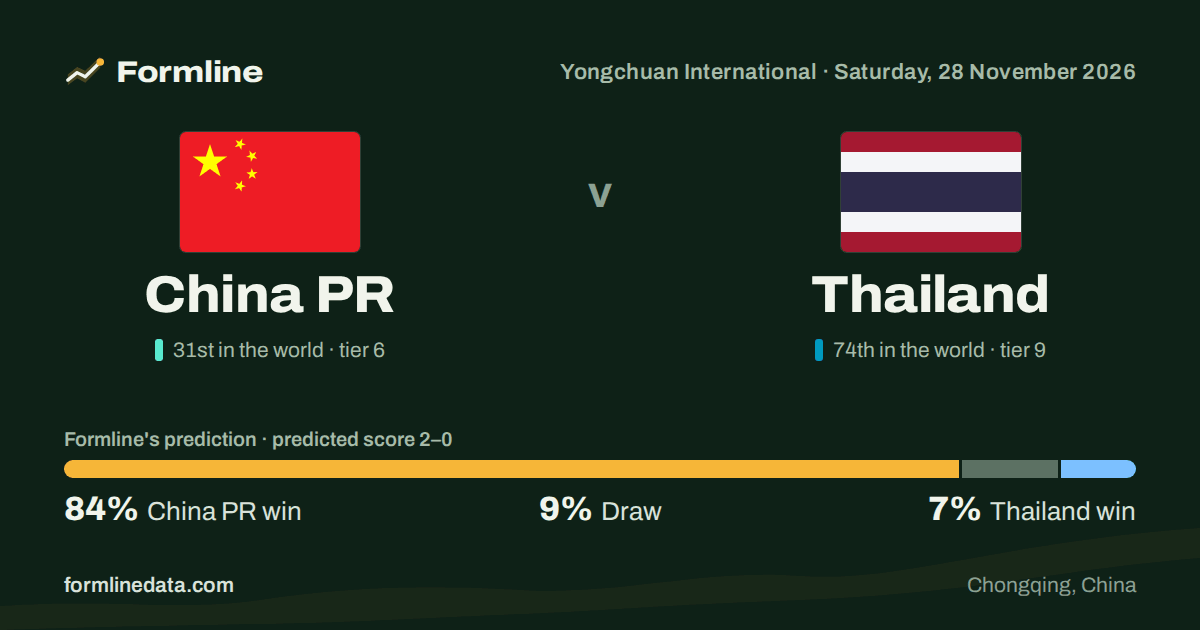 Formline
Yongchuan International · Saturday, 28 November 2026
v
China PR
Thailand
31st in the world · tier 6
74th in the world · tier 9
Formline's prediction · predicted score 2–0
84% China PR win
9% Draw
7% Thailand win
formlinedata.com
Chongqing, China